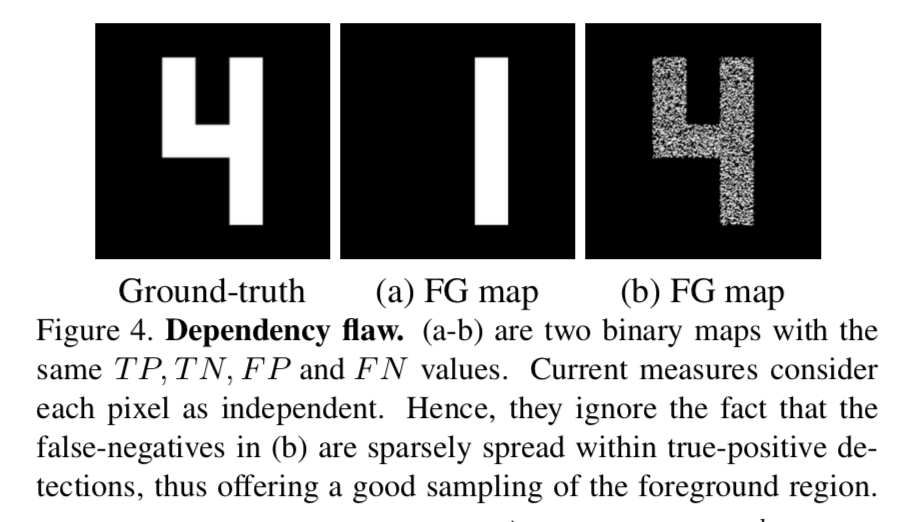 Ground-truth (a) FG map (b) FG map
Figure 4. Dependency flaw. (a-b) are two binary maps with the
same TP, TN, FP and FN values. Current measures consider
each pixel as independent. Hence, they ignore the fact that the
false-negatives in (b) are sparsely spread within true-positive de-
tections, thus offering a good sampling of the foreground region.